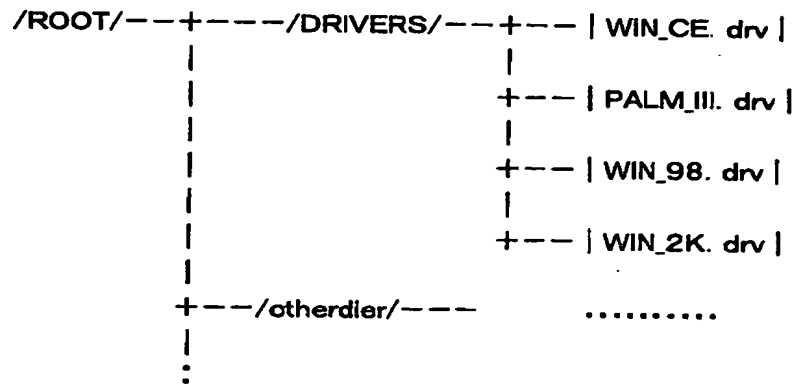 /ROOT/−−+−−−−/DRIVERS/−−+−− | WIN_CE. drv |
+−− | PALM_III. drv |
+−− | WIN_98. drv |
+−− | WIN_2K. drv |
+−−/otherdier/−−− ..........